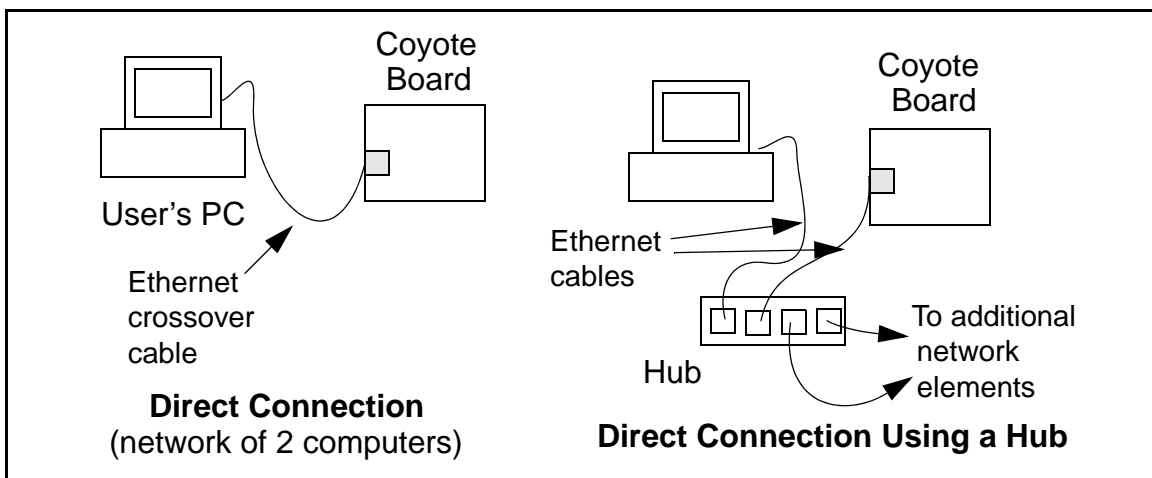 Coyote
Board
User's PC
Ethernet
crossover
cable
Direct Connection
(network of 2 computers)
Coyote
Board
Ethernet
cables
Hub
To additional
network
elements
Direct Connection Using a Hub